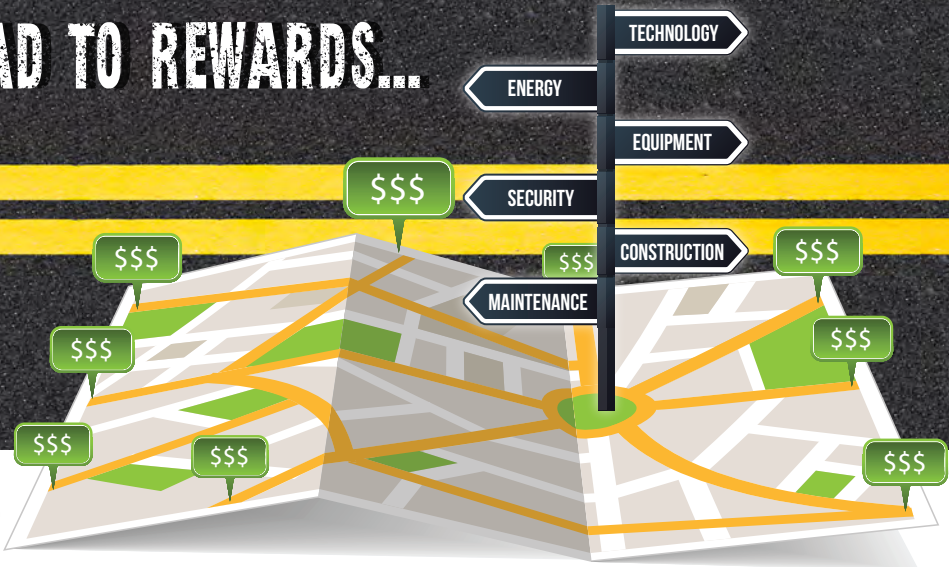 AD TO REWARDS...
TECHNOLOGY
ENERGY
EQUIPMENT
SECURITY
CONSTRUCTION
MAINTENANCE
$$$
$$$
$$$
$$$
$$$
$$$
$$$
$$$
$$$